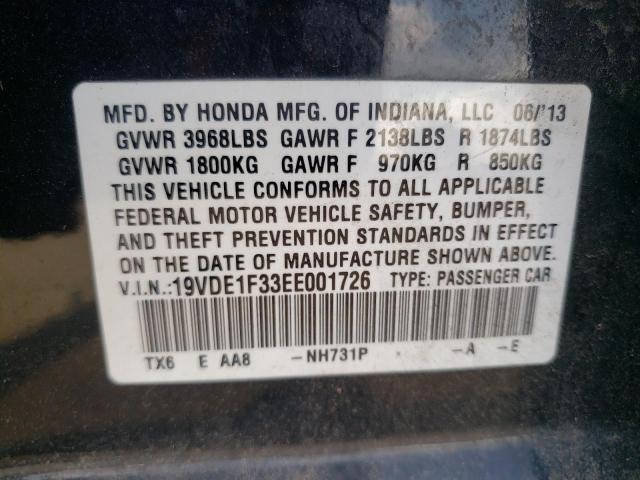 MFD. BY HONDA MFG. OF INDIANA, LLC 06/'13
GVWR 3968LBS GAWR F 2138LBS R 1874LBS
GVWR 1800KG GAWR F 970KG R 850KG
THIS VEHICLE CONFORMS TO ALL APPLICABLE
FEDERAL MOTOR VEHICLE SAFETY, BUMPER,
AND THEFT PREVENTION STANDARDS IN EFFECT
ON THE DATE OF MANUFACTURE SHOWN ABOVE.
V.I.N.:19VDE1F33EE001726 TYPE: PASSENGER CAR
TX6 E AA8 -NH731P -A -E